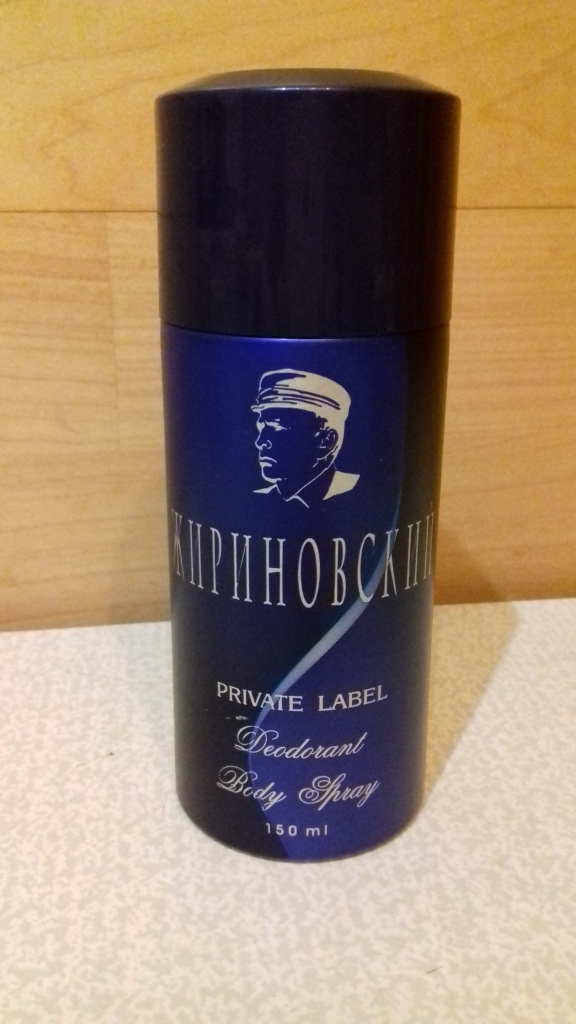 ЖИРИНОВСКИЙ
PRIVATE LABEL
Deodorant
Body Spray
150 ml